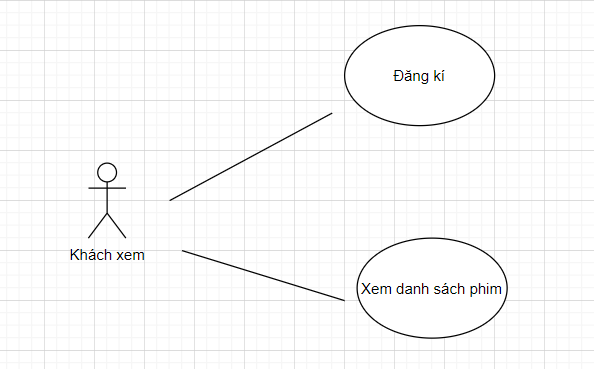 Đăng kí
Khách xem
Xem danh sách phim